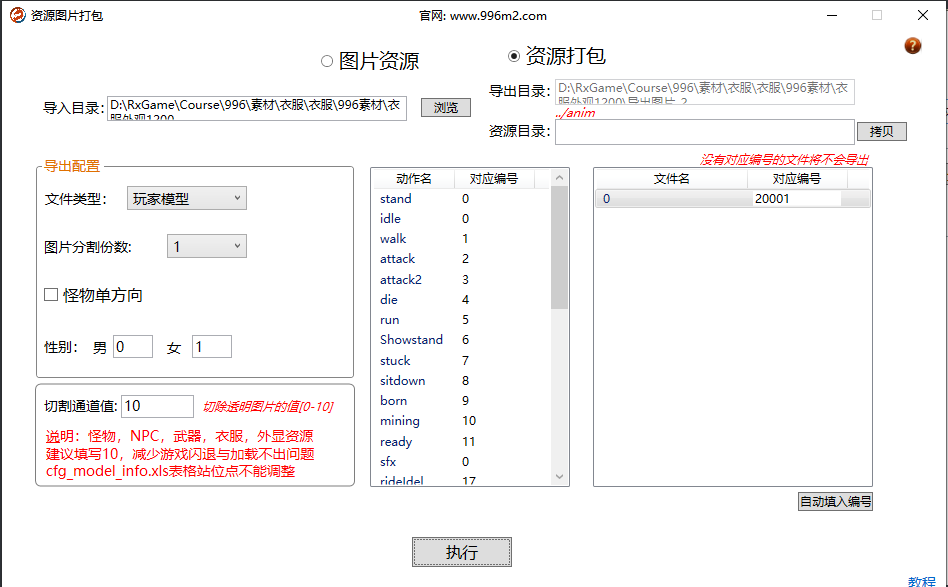 资源图片打包
官网: www.996m2.com
图片资源
资源打包
导入目录:
D:\RxGame\Course\996\素材\衣服\衣服\996素材\衣
服外观1200
浏览
导出目录:
D:\RxGame\Course\996\素材\衣服\衣服\996素材\衣
服外观1200\导出图片_2
../anim
资源目录:
拷贝
没有对应编号的文件将不会导出
导出配置
文件类型:
玩家模型
图片分割份数:
1
怪物单方向
性别: 男 0 女 1
切割通道值: 10 切除透明图片的值[0-10]
说明: 怪物, NPC, 武器, 衣服, 外显资源
建议填写10, 减少游戏闪退与加载不出问题
cfg_model_info.xls表格站位点不能调整
动作名 对应编号
stand 0
idle 0
walk 1
attack 2
attack2 3
die 4
run 5
Showstand 6
stuck 7
sitdown 8
born 9
mining 10
ready 11
sfx 0
rideIdel 17
文件名 对应编号
0 20001
自动填入编号
执行
教程